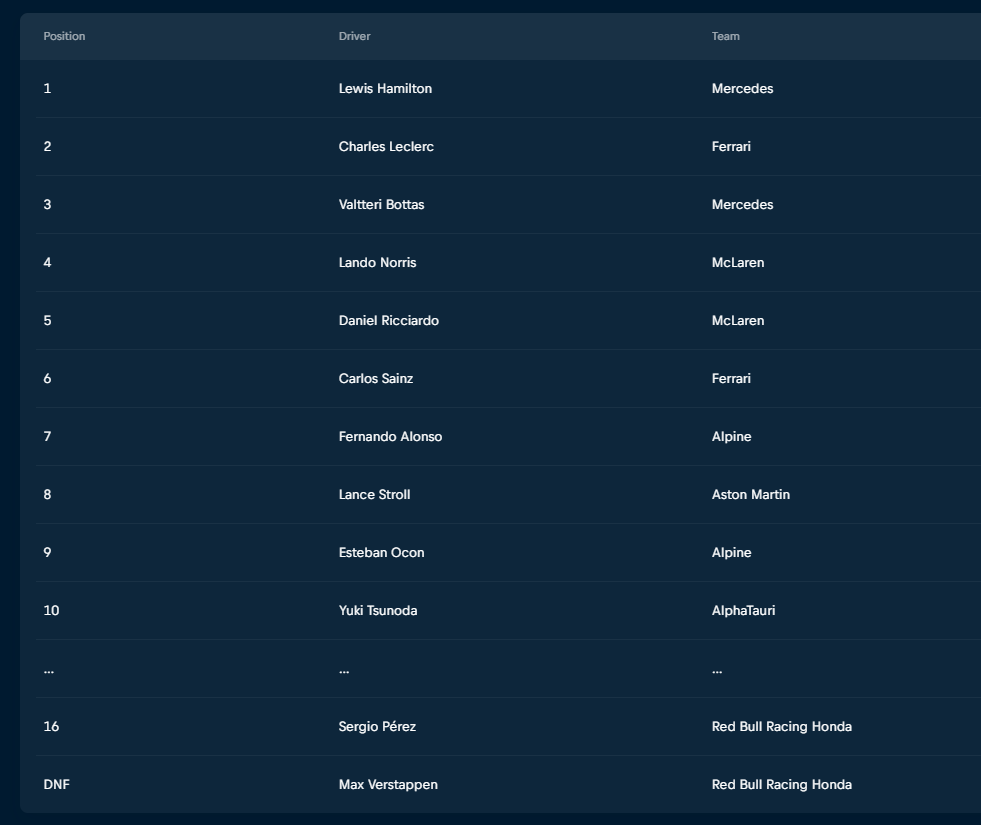 Position Driver Team
1 Lewis Hamilton Mercedes
2 Charles Leclerc Ferrari
3 Valtteri Bottas Mercedes
4 Lando Norris McLaren
5 Daniel Ricciardo McLaren
6 Carlos Sainz Ferrari
7 Fernando Alonso Alpine
8 Lance Stroll Aston Martin
9 Esteban Ocon Alpine
10 Yuki Tsunoda AlphaTauri
... ... ...
16 Sergio Pérez Red Bull Racing Honda
DNF Max Verstappen Red Bull Racing Honda